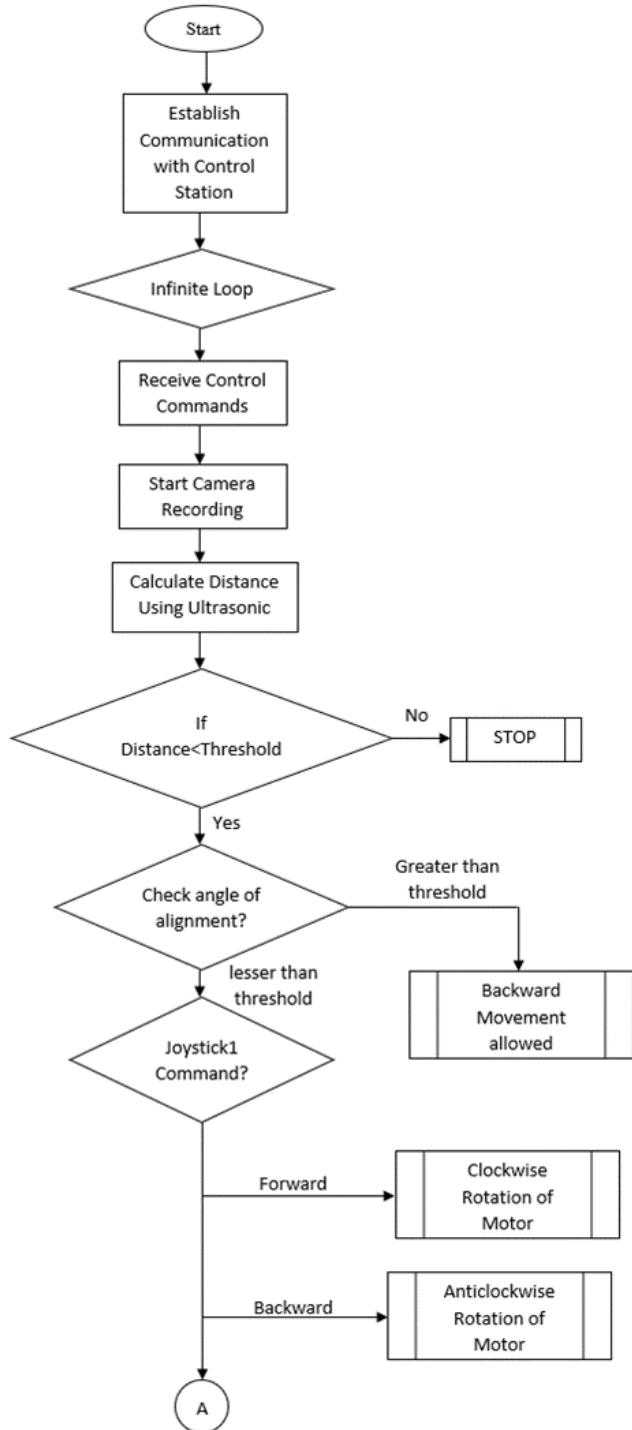 Start
Establish
Communication
with Control
Station
Infinite Loop
Receive Control
Commands
Start Camera
Recording
Calculate Distance
Using Ultrasonic
If
Distance<Threshold
No
STOP
Yes
Check angle of
alignment?
Greater than
threshold
lesser than
threshold
Backward
Movement
allowed
Joystick1
Command?
Forward
Clockwise
Rotation of
Motor
Backward
Anticlockwise
Rotation of
Motor
A